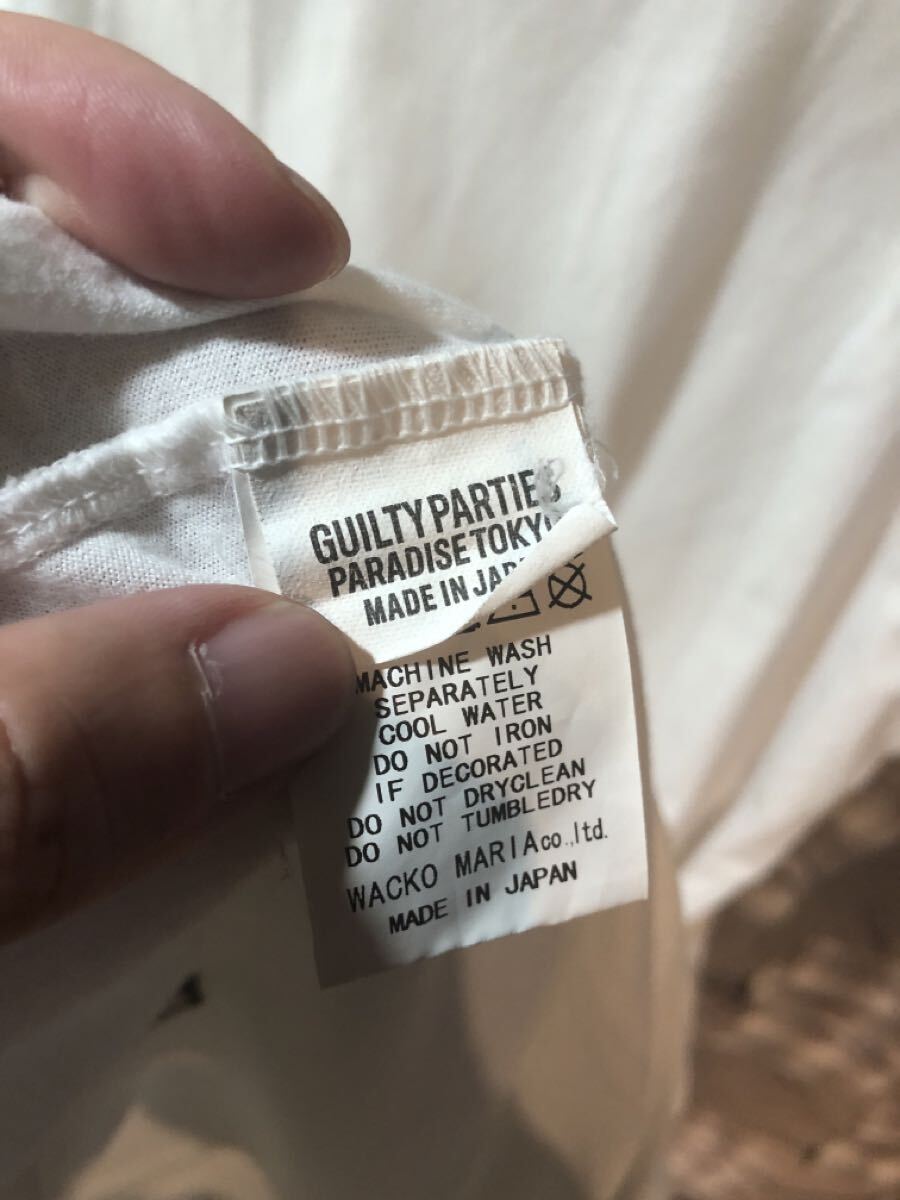 GUILTY PARTIES
PARADISE TOKYO
MADE IN JAPAN
MACHINE WASH
SEPARATELY
COOL WATER
DO NOT IRON
IF DECORATED
DO NOT DRYCLEAN
DO NOT TUMBLEDRY
WACKO MARIA co.,ltd.
MADE IN JAPAN